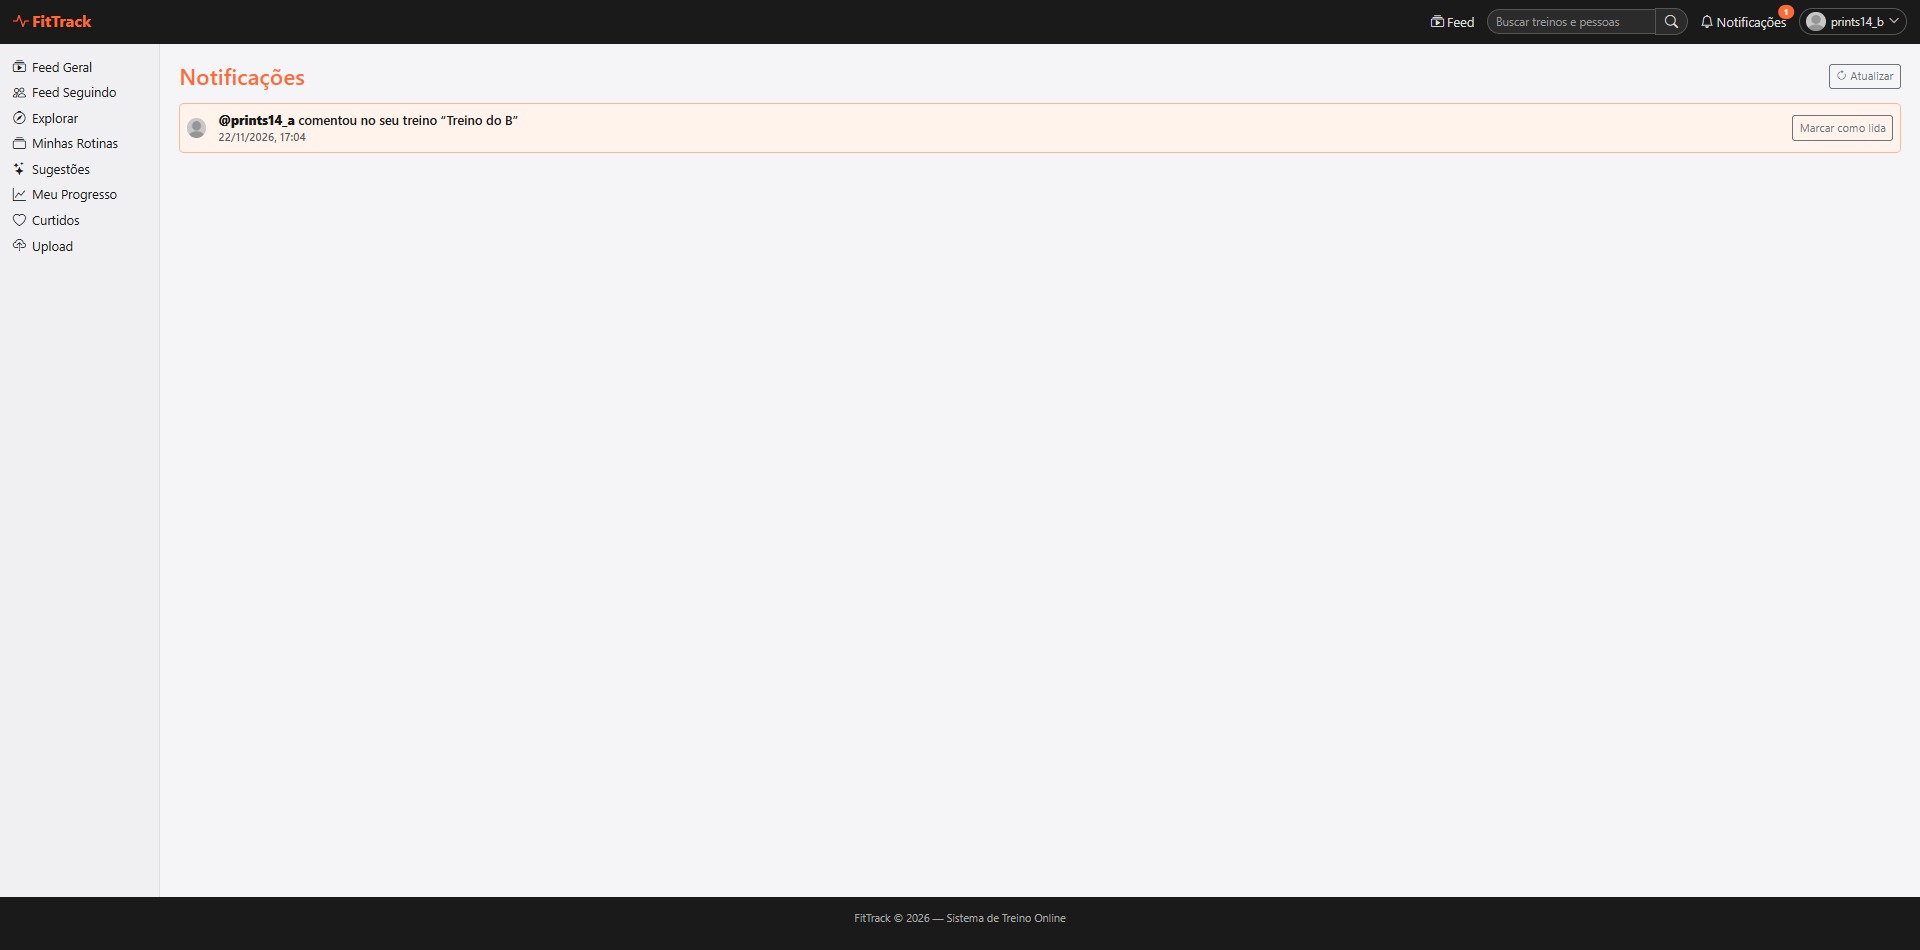 FitTrack
Feed
Buscar treinos e pessoas
Notificações
1
prints14_b
Feed Geral
Feed Seguindo
Explorar
Minhas Rotinas
Sugestões
Meu Progresso
Curtidos
Upload
Notificações
Atualizar
@prints14_a comentou no seu treino “Treino do B”
22/11/2026, 17:04
Marcar como lida
FitTrack © 2026 — Sistema de Treino Online